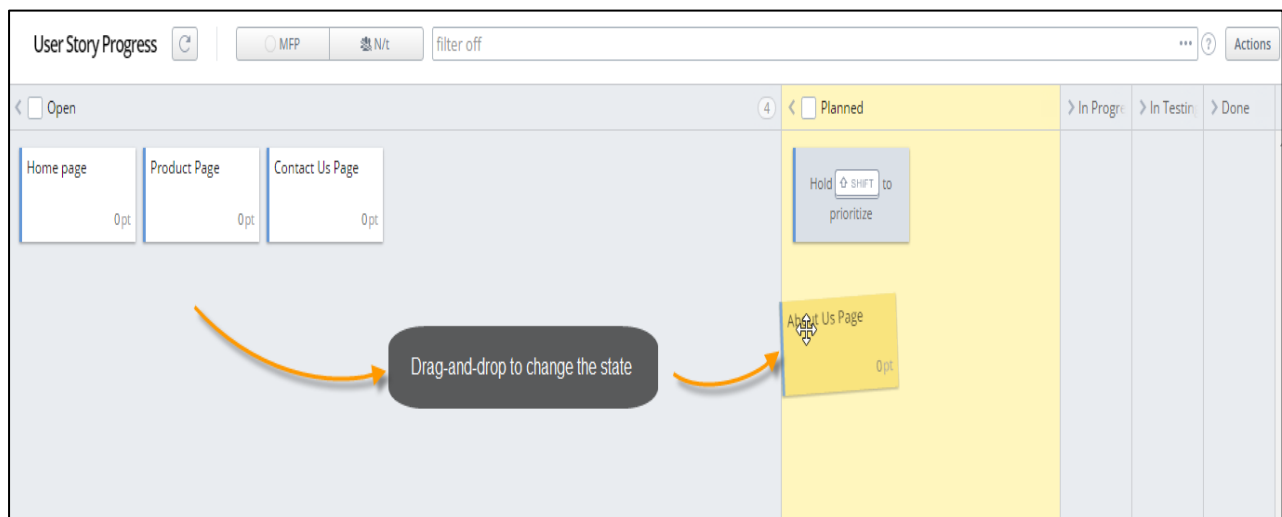 User Story Progress
MFP
N/t
filter off
...
?
Actions
Open
4
Planned
In Progre
In Testin
Done
Home page
0pt
Product Page
0pt
Contact Us Page
0pt
Hold SHIFT to
prioritize
About Us Page
0pt
Drag-and-drop to change the state